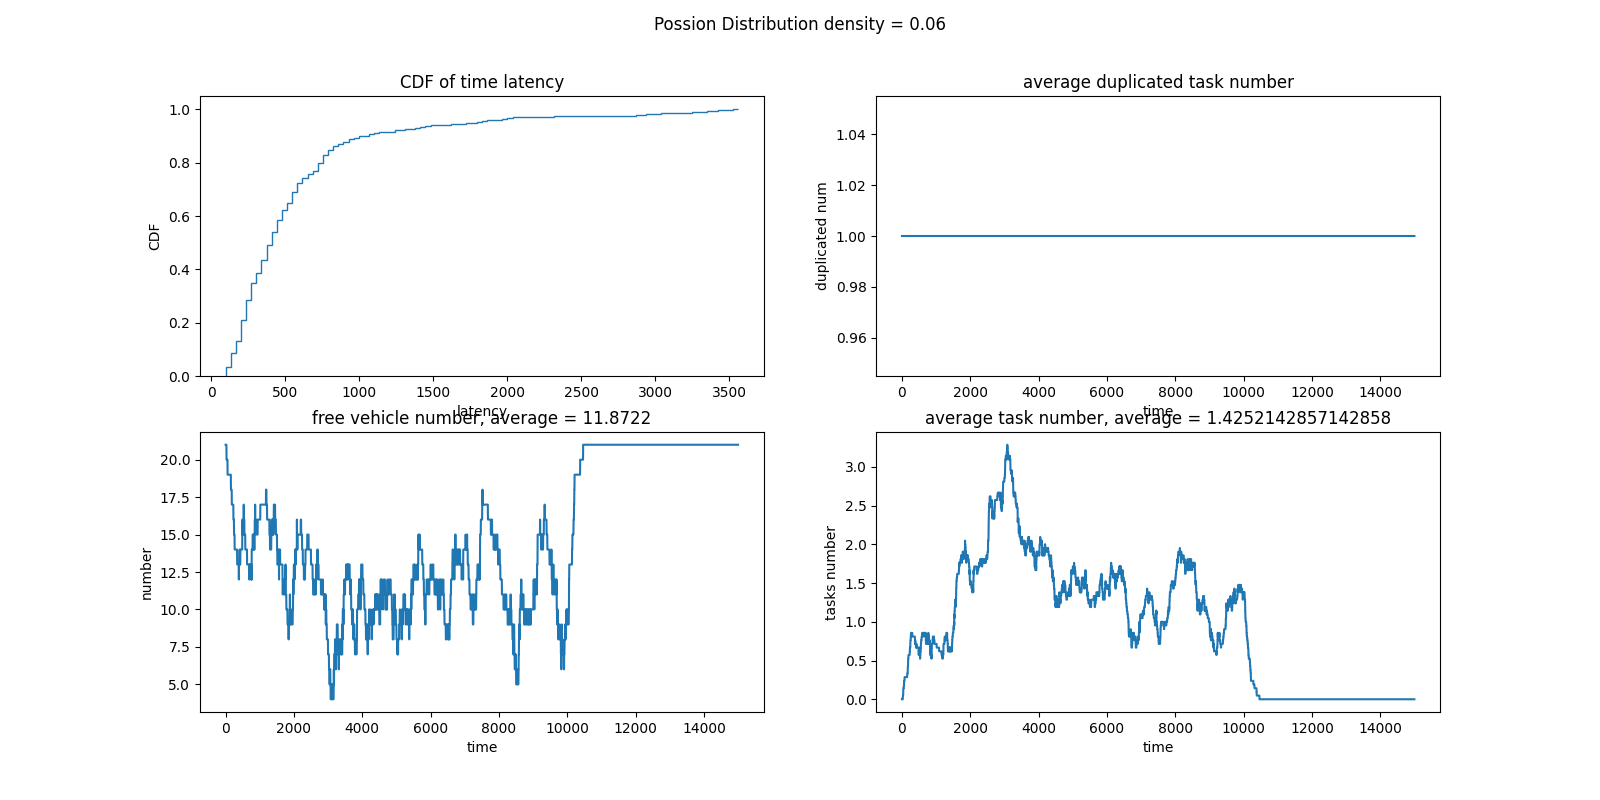 Possion Distribution density = 0.06
CDF of time latency
1.0
0.8
0.6
0.4
0.2
0.0
CDF
0 500 1000 1500 2000 2500 3000 3500
latency
average duplicated task number
1.04
1.02
1.00
0.98
0.96
duplicated num
0 2000 4000 6000 8000 10000 12000 14000
time
free vehicle number, average = 11.8722
20.0
17.5
15.0
12.5
10.0
7.5
5.0
number
0 2000 4000 6000 8000 10000 12000 14000
time
average task number, average = 1.4252142857142858
3.0
2.5
2.0
1.5
1.0
0.5
0.0
tasks number
0 2000 4000 6000 8000 10000 12000 14000
time